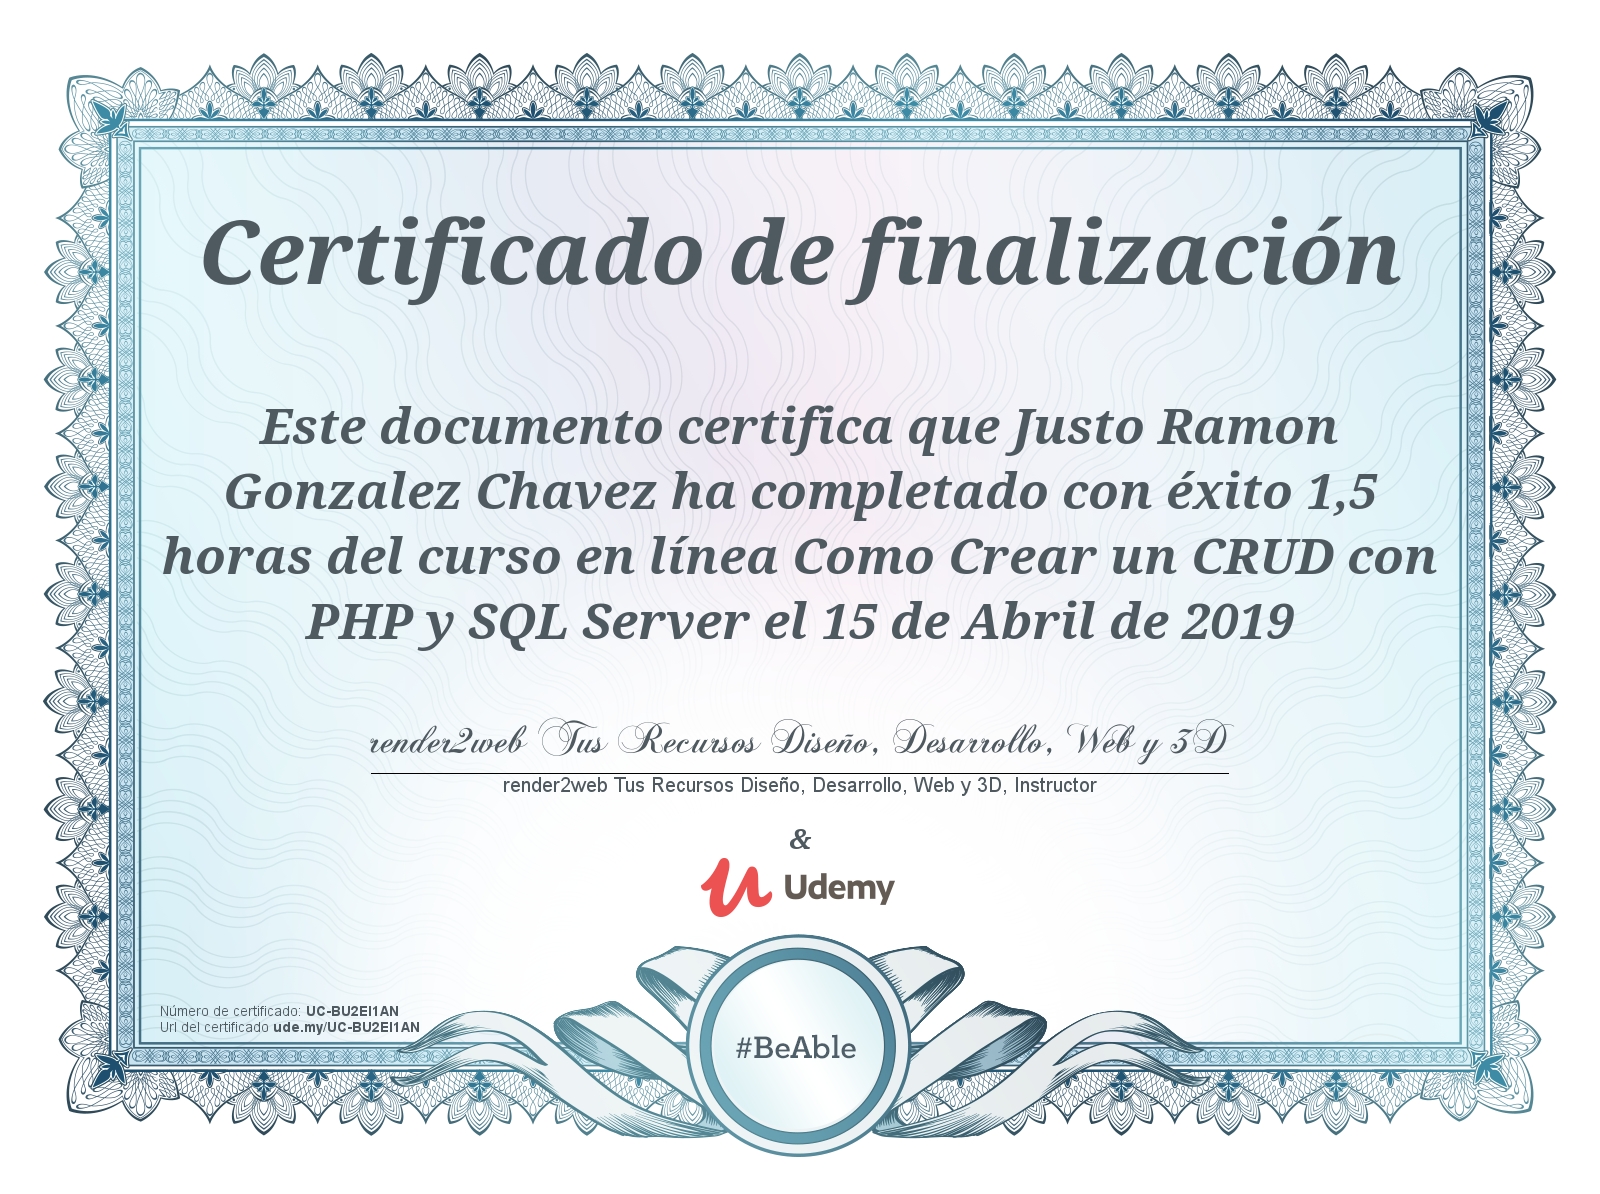 Certificado de finalización
Este documento certifica que Justo Ramon
Gonzalez Chavez ha completado con éxito 1,5
horas del curso en línea Como Crear un CRUD con
PHP y SQL Server el 15 de Abril de 2019
render2web Tus Recursos Diseño, Desarrollo, Web y 3D
render2web Tus Recursos Diseño, Desarrollo, Web y 3D, Instructor
&
Udemy
#BeAble
Número de certificado: UC-BU2EI1AN
Url del certificado ude.my/UC-BU2EI1AN